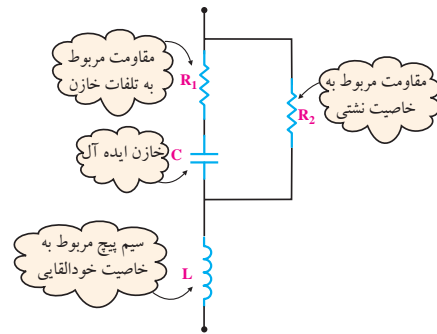 مقاومت مربوط
به تلفات خازن
R1
مقاومت مربوط به
خاصیت نشتی
R2
خازن ایده آل
C
سیم پیچ مربوط به
خاصیت خودالقایی
L